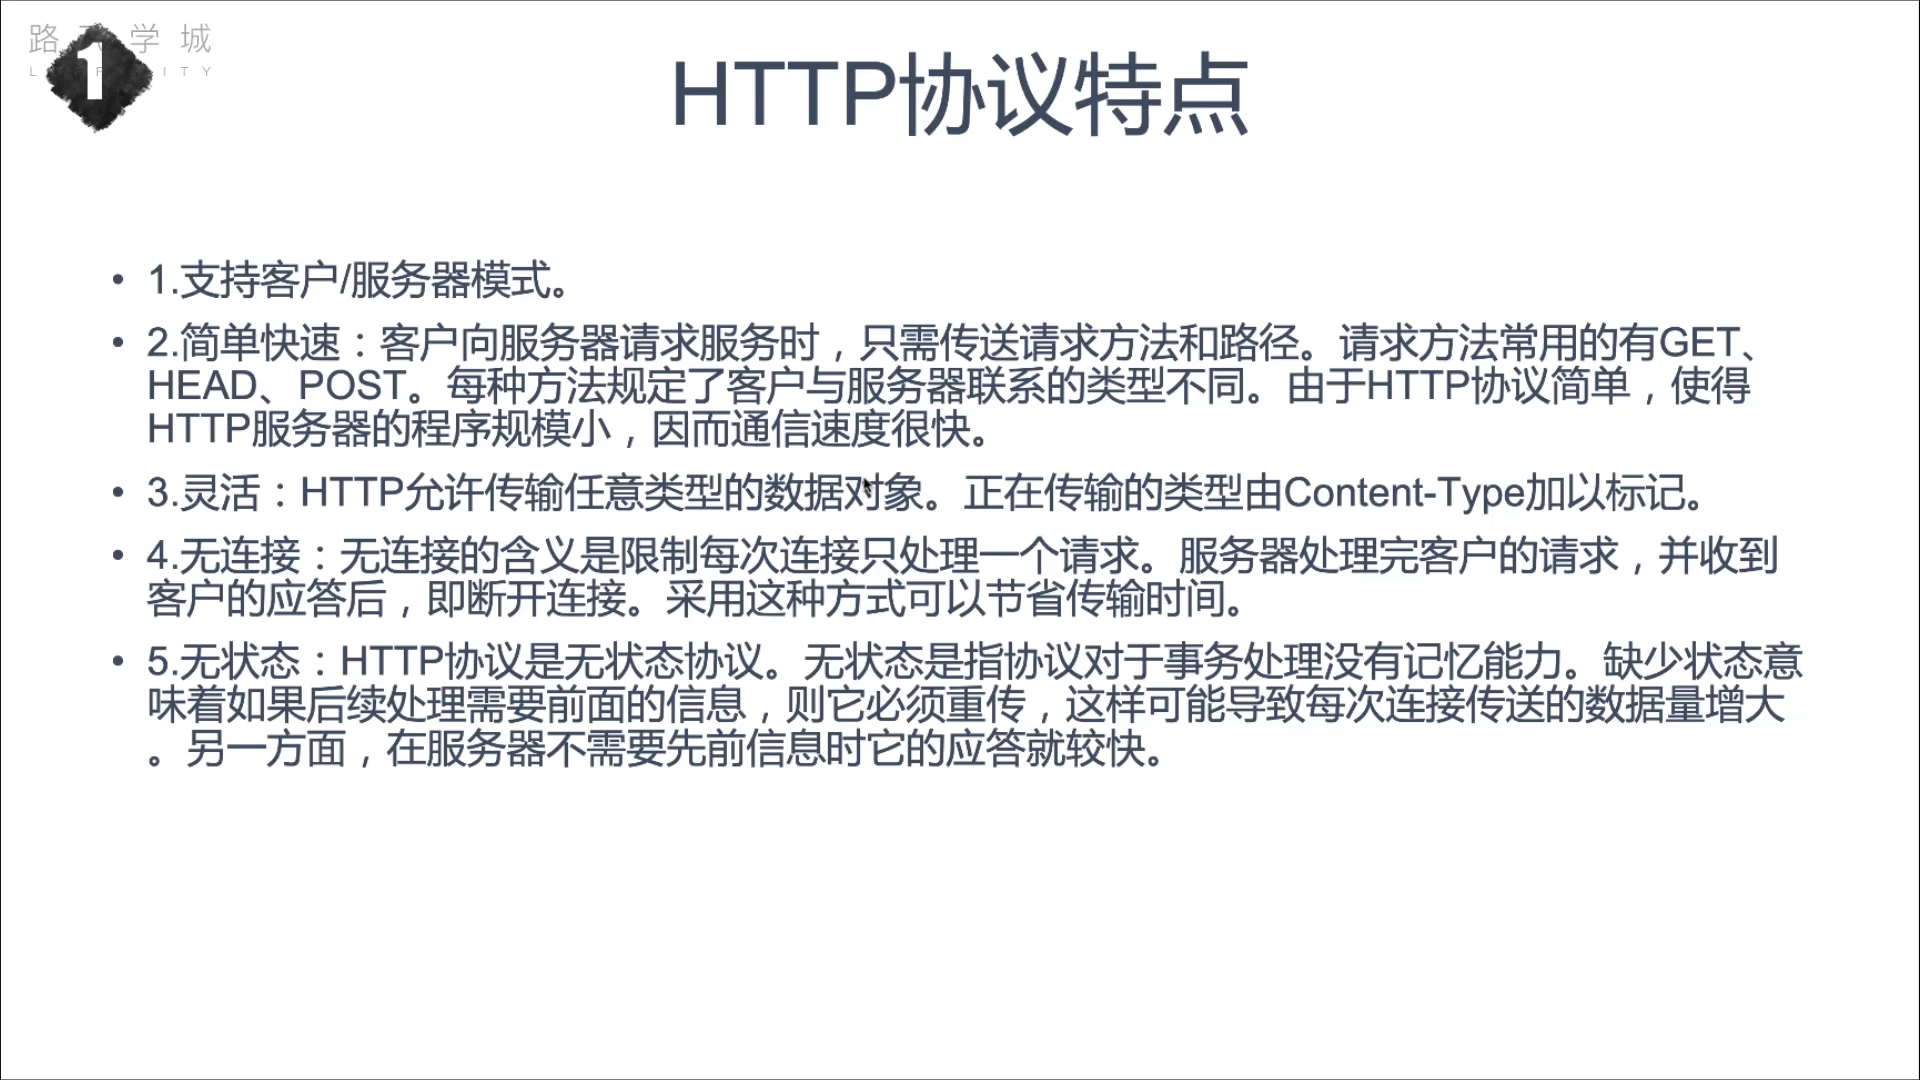 路 学 城
1
HTTP协议特点
• 1.支持客户/服务器模式。
• 2.简单快速：客户向服务器请求服务时，只需传送请求方法和路径。请求方法常用的有GET、
HEAD、POST。每种方法规定了客户与服务器联系的类型不同。由于HTTP协议简单，使得
HTTP服务器的程序规模小，因而通信速度很快。
• 3.灵活：HTTP允许传输任意类型的数据对象。正在传输的类型由Content-Type加以标记。
• 4.无连接：无连接的含义是限制每次连接只处理一个请求。服务器处理完客户的请求，并收到
客户的应答后，即断开连接。采用这种方式可以节省传输时间。
• 5.无状态：HTTP协议是无状态协议。无状态是指协议对于事务处理没有记忆能力。缺少状态意
味着如果后续处理需要前面的信息，则它必须重传，这样可能导致每次连接传送的数据量增大
。另一方面，在服务器不需要先前信息时它的应答就较快。